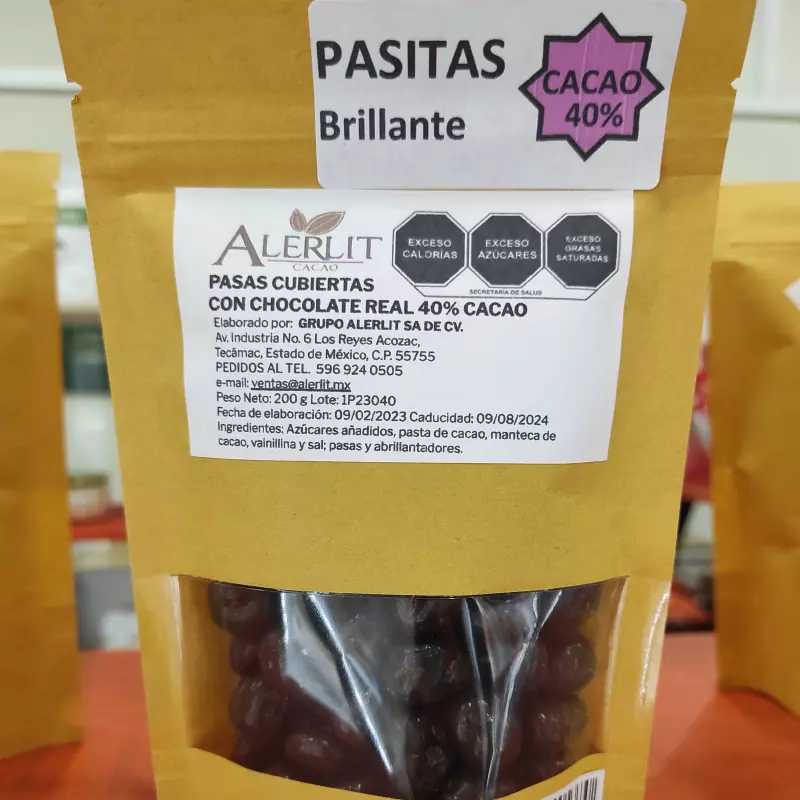 PASITAS
Brillante
CACAO
40%
ALERLIT
CACAO
EXCESO
CALORÍAS
EXCESO
AZÚCARES
EXCESO
GRASAS
SATURADAS
SECRETARÍA DE SALUD
PASAS CUBIERTAS
CON CHOCOLATE REAL 40% CACAO
Elaborado por: GRUPO ALERLIT SA DE CV.
Av. Industria No. 6 Los Reyes Acozac,
Tecámac, Estado de México, C.P. 55755
PEDIDOS AL TEL. 596 924 0505
e-mail: ventas@alerlit.mx
Peso Neto: 200 g Lote: 1P23040
Fecha de elaboración: 09/02/2023 Caducidad: 09/08/2024
Ingredientes: Azúcares añadidos, pasta de cacao, manteca de
cacao, vainillina y sal; pasas y abrillantadores.